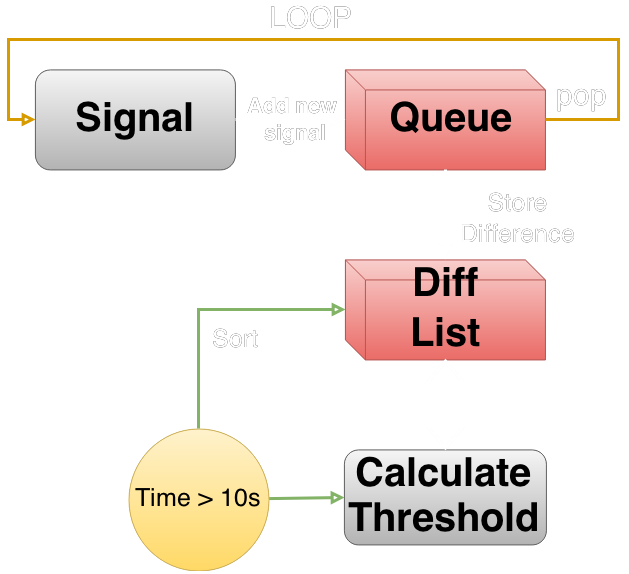 LOOP
Signal
Add new
signal
Queue
pop
Store
Difference
Diff
List
Sort
Time > 10s
Calculate
Threshold